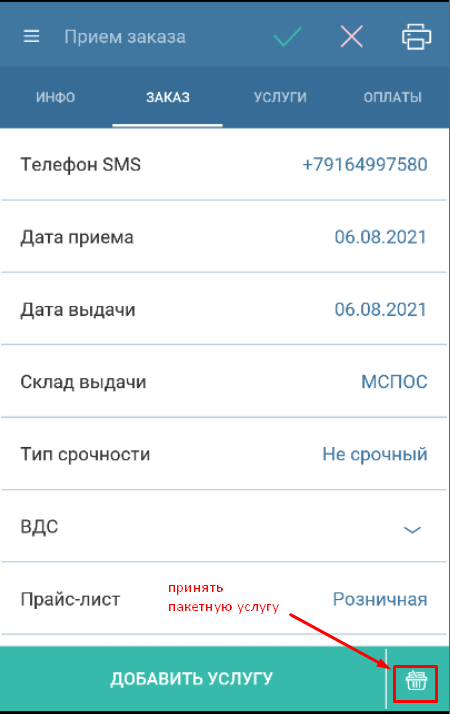 Прием заказа
ИНФО ЗАКАЗ УСЛУГИ ОПЛАТЫ
Телефон SMS +79164997580
Дата приема 06.08.2021
Дата выдачи 06.08.2021
Склад выдачи МСПОС
Тип срочности Не срочный
ВДС
Прайс-лист Розничная
принять
пакетную услугу
ДОБАВИТЬ УСЛУГУ